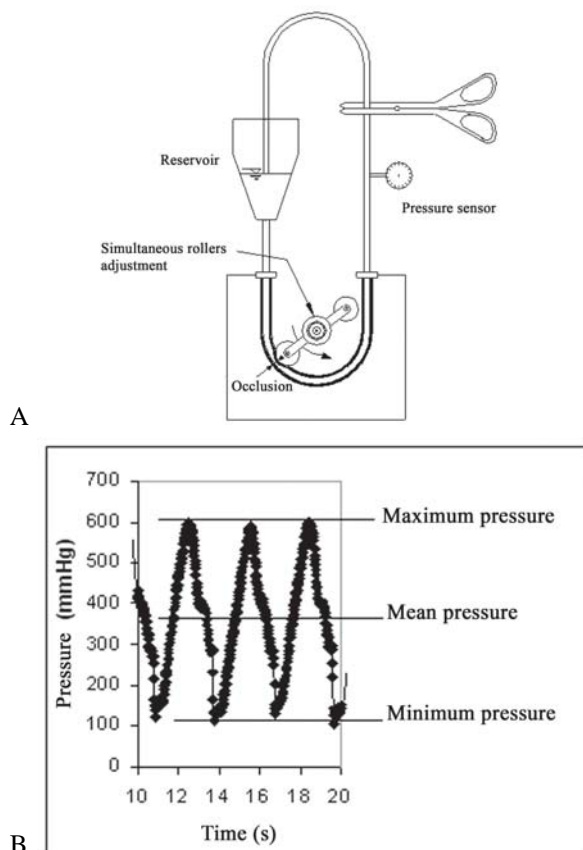 Reservoir
Pressure sensor
Simultaneous rollers
adjustment
Occlusion
A
700
600
500
400
300
200
100
0
Pressure (mmHg)
10 12 14 16 18 20
Time (s)
Maximum pressure
Mean pressure
Minimum pressure
B